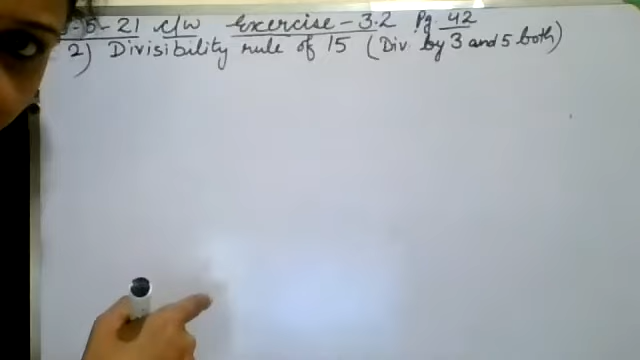 -5-21 c/w Exercise - 3.2 Pg. 42
2) Divisibility rule of 15 (Div. by 3 and 5 both)